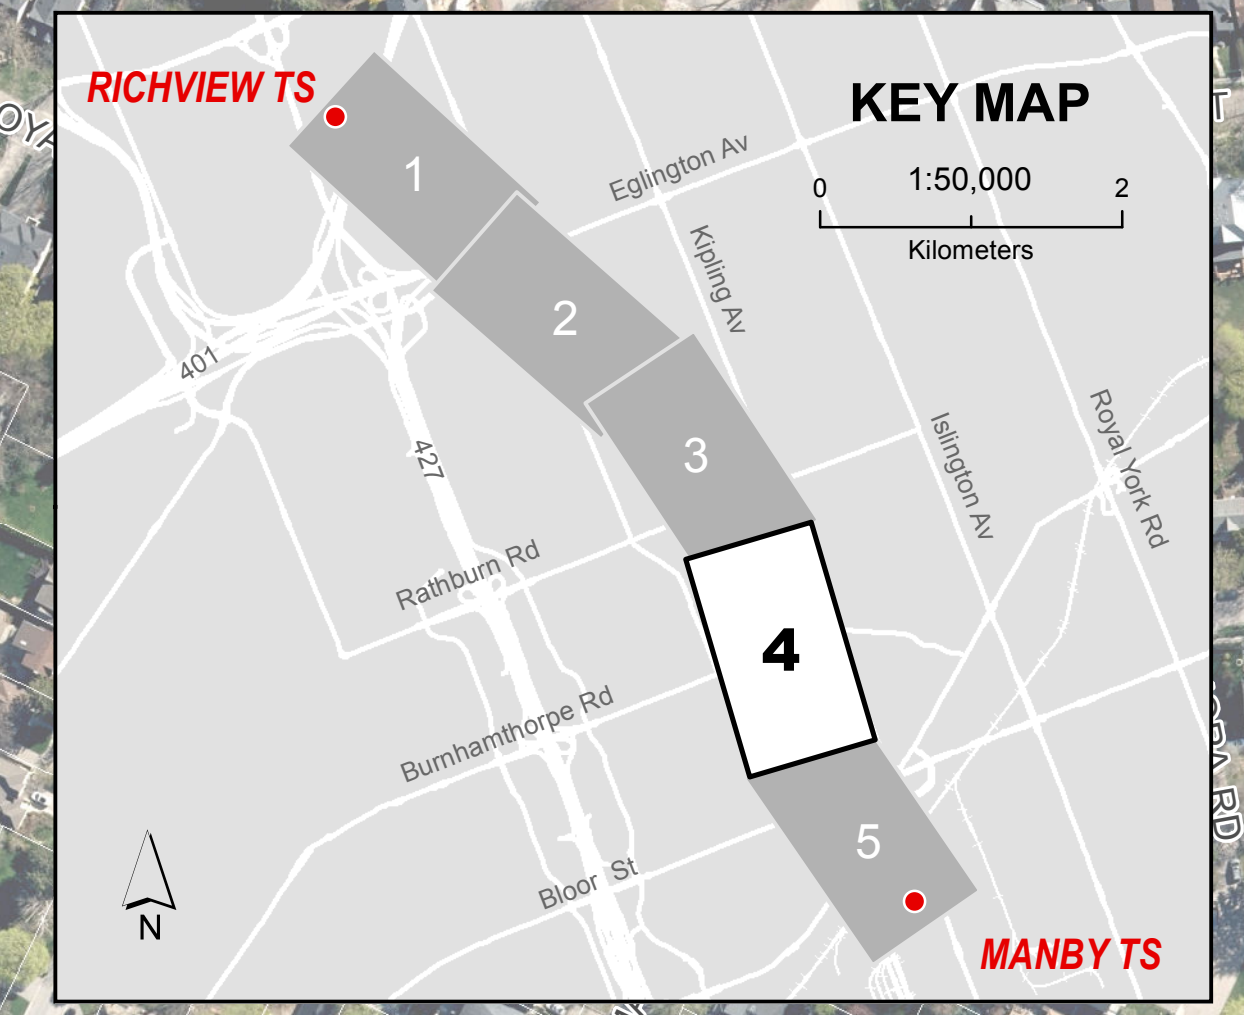 RICHVIEW TS
KEY MAP
1:50,000
0 2
Kilometers
1
Eglington Av
Kipling Av
2
401
427
3
Islington Av
Royal York Rd
Rathburn Rd
4
Burnhamthorpe Rd
5
Bloor St
N
MANBY TS
RD